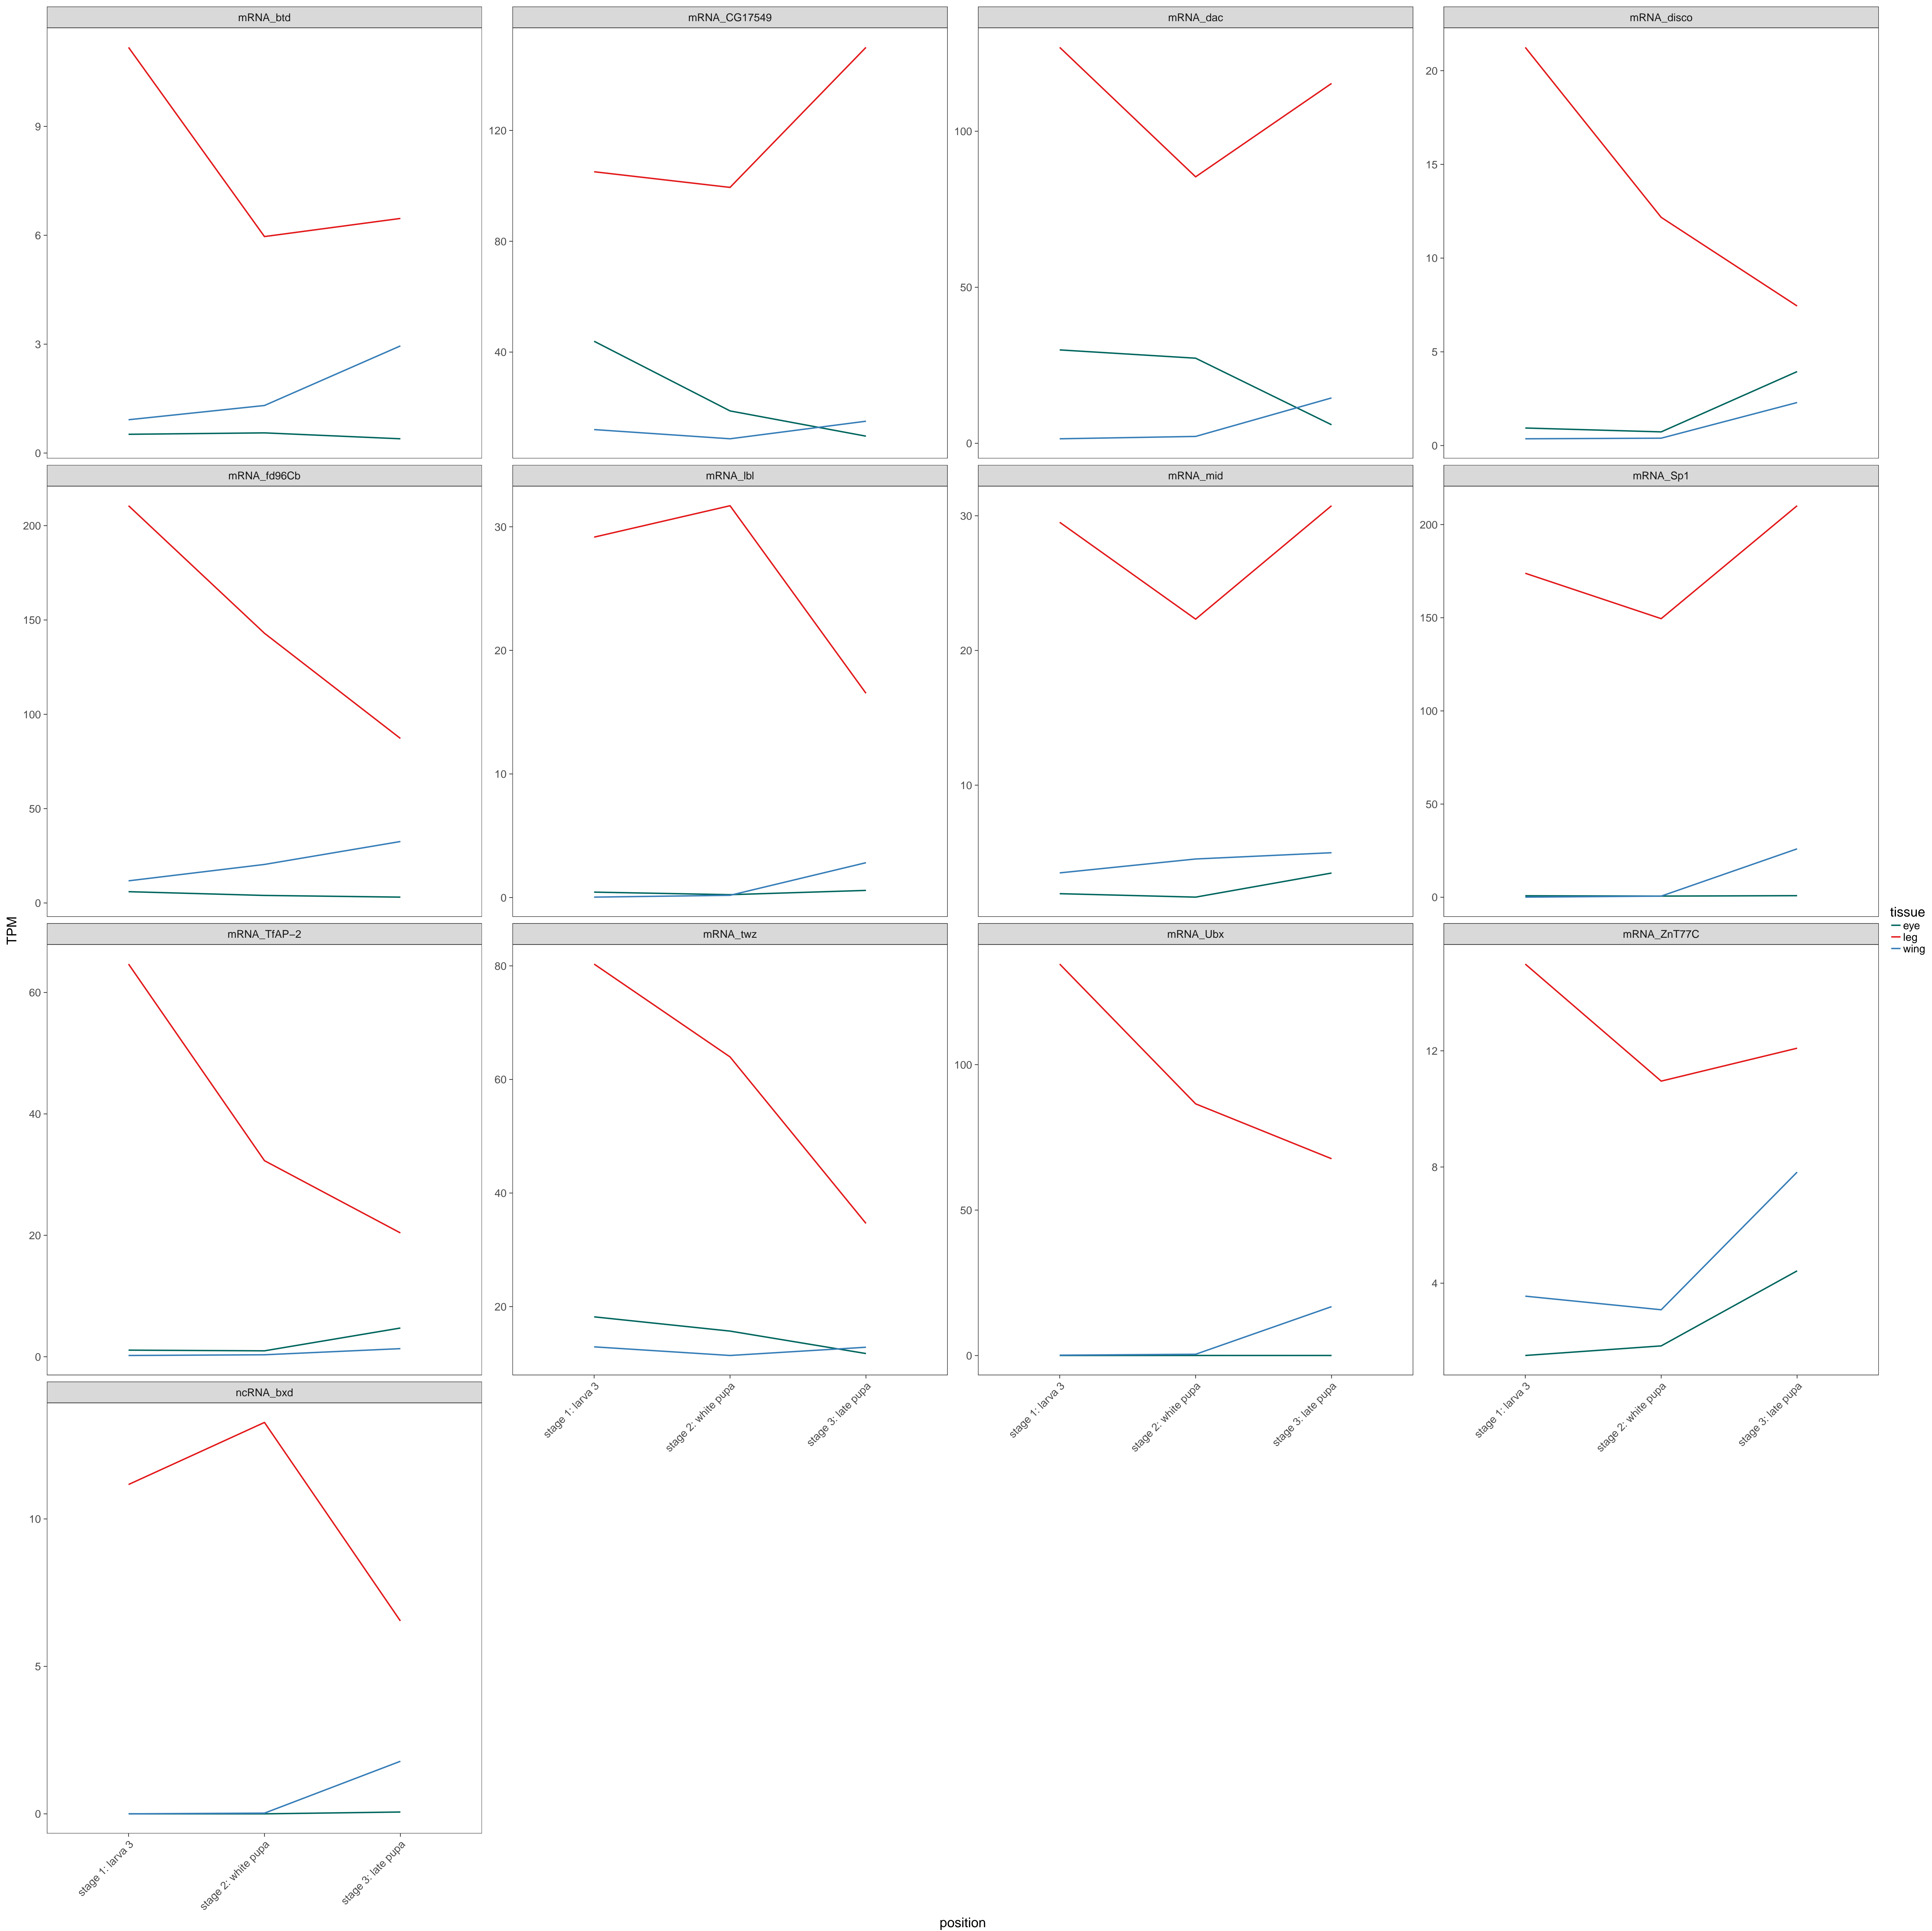 mRNA_btd
mRNA_CG17549
mRNA_dac
mRNA_disco
9
6
3
0
120
80
40
100
50
0
20
15
10
5
0
mRNA_fd96Cb
mRNA_lbl
mRNA_mid
mRNA_Sp1
200
150
100
50
0
30
20
10
0
30
20
10
200
150
100
50
0
TPM
tissue
eye
leg
wing
mRNA_TfAP−2
mRNA_twz
mRNA_Ubx
mRNA_ZnT77C
60
40
20
0
80
60
40
20
100
50
0
12
8
4
stage 1: larva 3
stage 2: white pupa
stage 3: late pupa
stage 1: larva 3
stage 2: white pupa
stage 3: late pupa
stage 1: larva 3
stage 2: white pupa
stage 3: late pupa
ncRNA_bxd
10
5
0
stage 1: larva 3
stage 2: white pupa
stage 3: late pupa
position